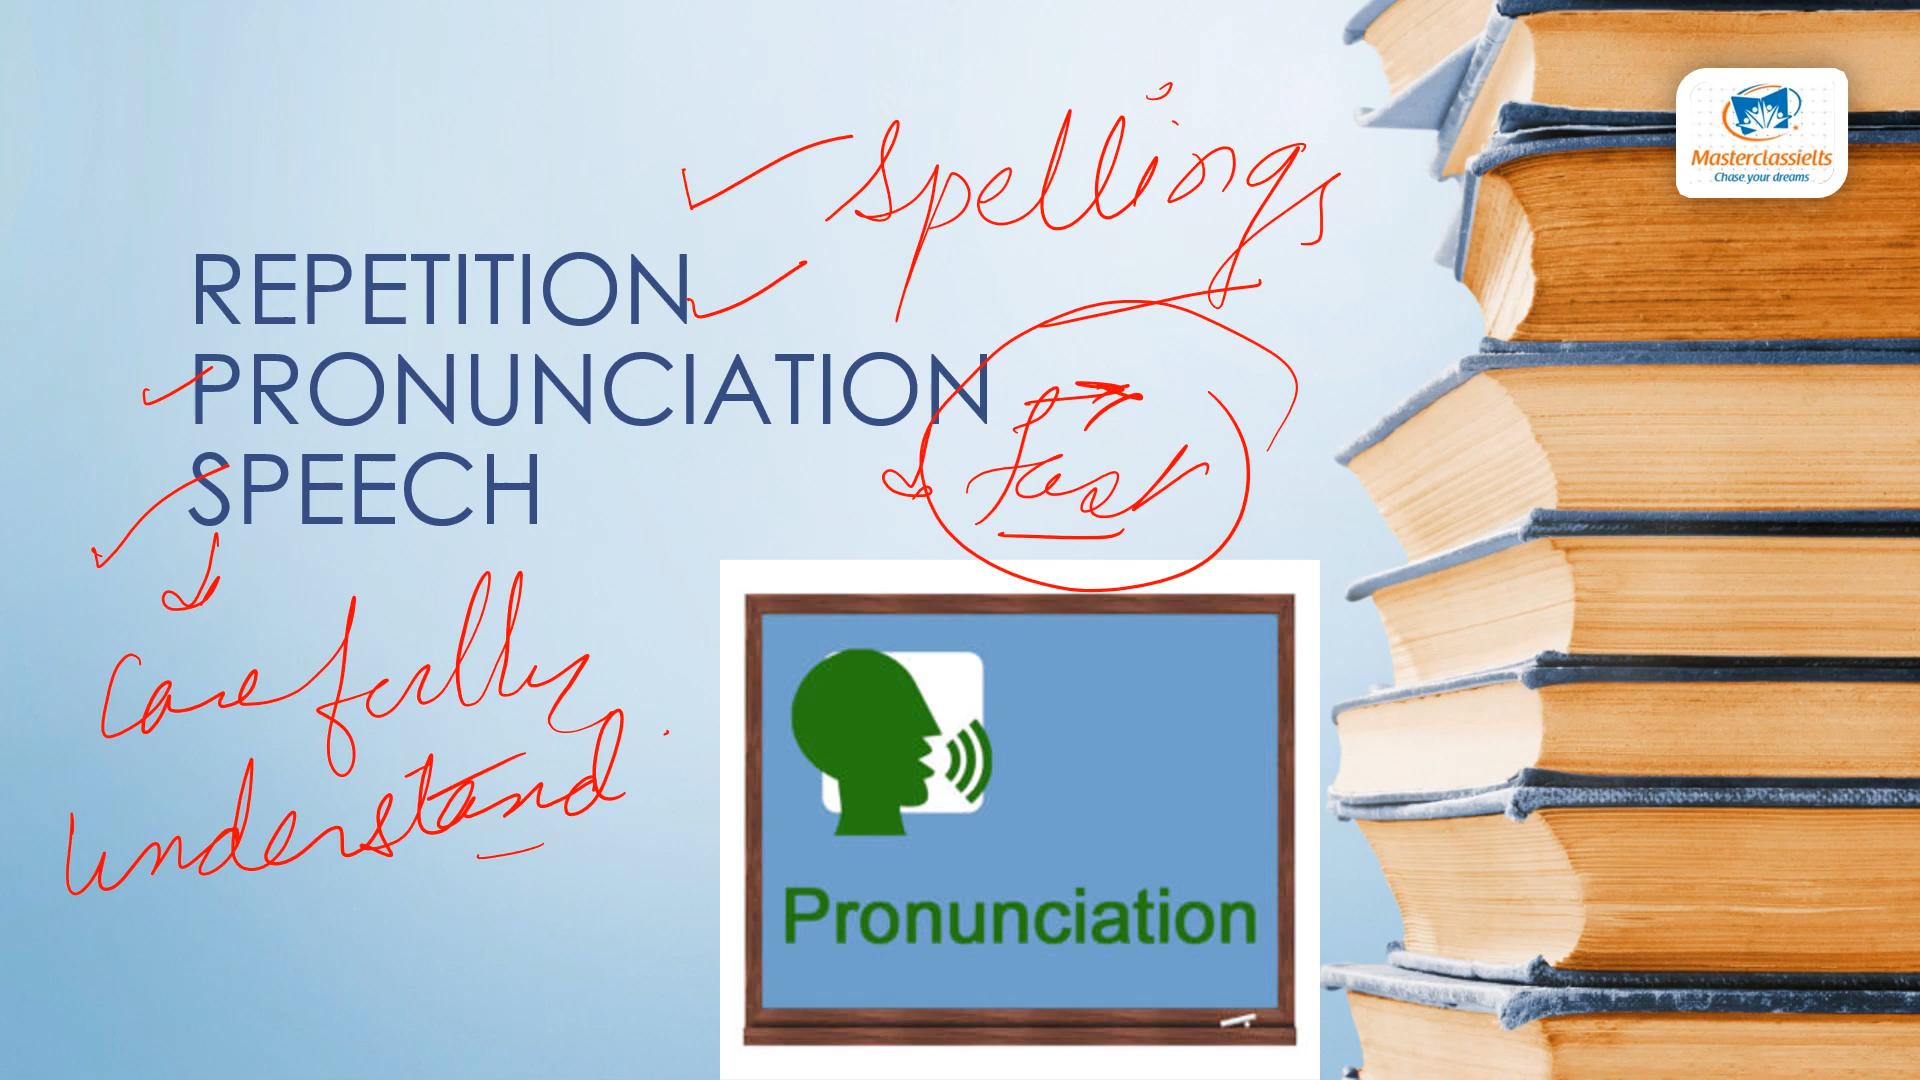 Spellings
Masterclassielts
Chase your dreams
REPETITION
PRONUNCIATION
fast
SPEECH
Carefully
understand
Pronunciation